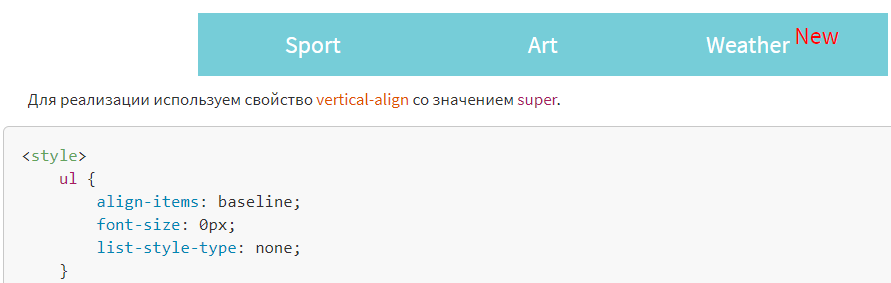 Sport Art Weather New
Для реализации используем свойство vertical-align со значением super.
<style>
ul {
align-items: baseline;
font-size: 0px;
list-style-type: none;
}